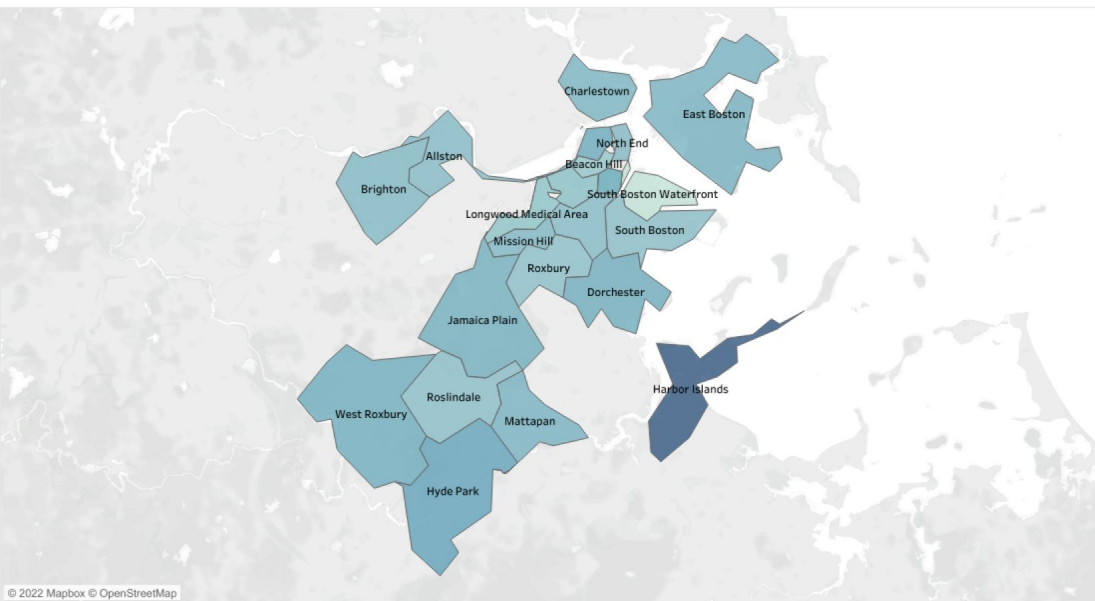 Charlestown
East Boston
North End
Allston
Beacon Hill
Brighton
South Boston Waterfront
Longwood Medical Area
South Boston
Mission Hill
Roxbury
Dorchester
Jamaica Plain
Harbor Islands
Roslindale
West Roxbury
Mattapan
Hyde Park
© 2022 Mapbox © OpenStreetMap